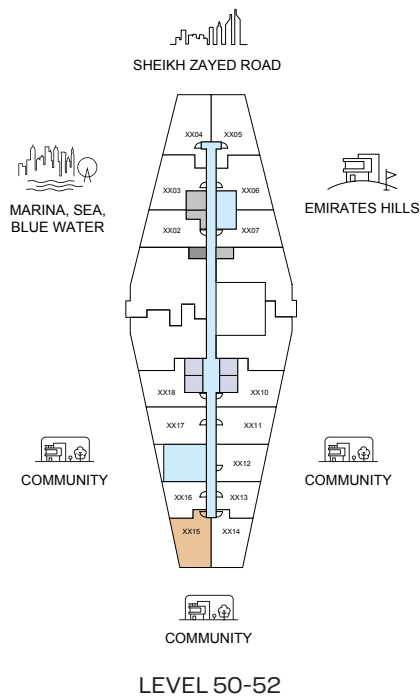 SHEIKH ZAYED ROAD
XX04 XX05
MARINA, SEA,
BLUE WATER
XX03 XX06
EMIRATES HILLS
XX02 XX07
XX18 XX10
XX17 XX11
XX12
COMMUNITY
COMMUNITY
XX16 XX13
XX15 XX14
COMMUNITY
LEVEL 50-52